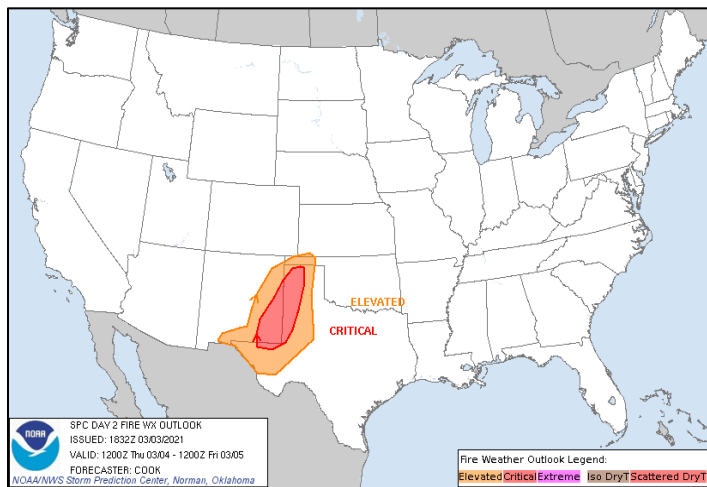 ELEVATED
CRITICAL
NOAA
SPC DAY 2 FIRE WX OUTLOOK
ISSUED: 1832Z 03/03/2021
VALID: 1200Z Thu 03/04 - 1200Z Fri 03/05
FORECASTER: COOK
NOAA/NWS Storm Prediction Center, Norman, Oklahoma
Fire Weather Outlook Legend:
Elevated Critical Extreme Iso DryT Scattered DryT